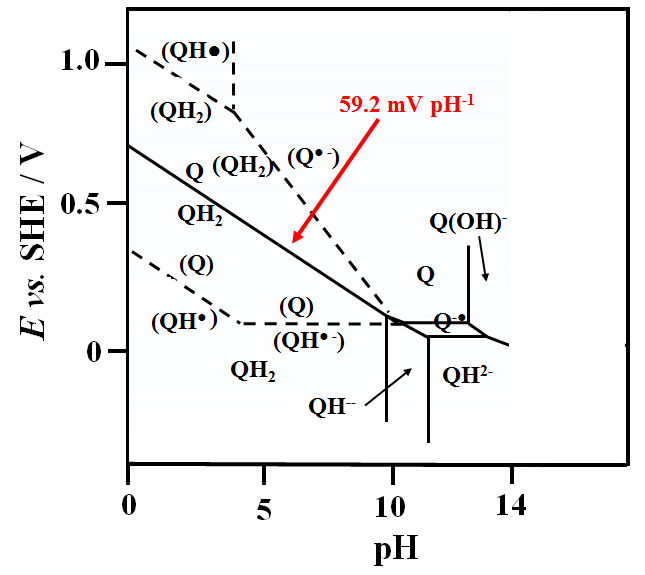 (QH●)
1.0
59.2 mV pH-1
(QH2)
Q (QH2) (Q● -)
0.5
QH2
Q(OH)-
(Q)
Q
(Q)
(QH●)
Q-●
(QH● -)
0
QH2
QH2-
QH--
E vs. SHE / V
0
5
10
14
pH